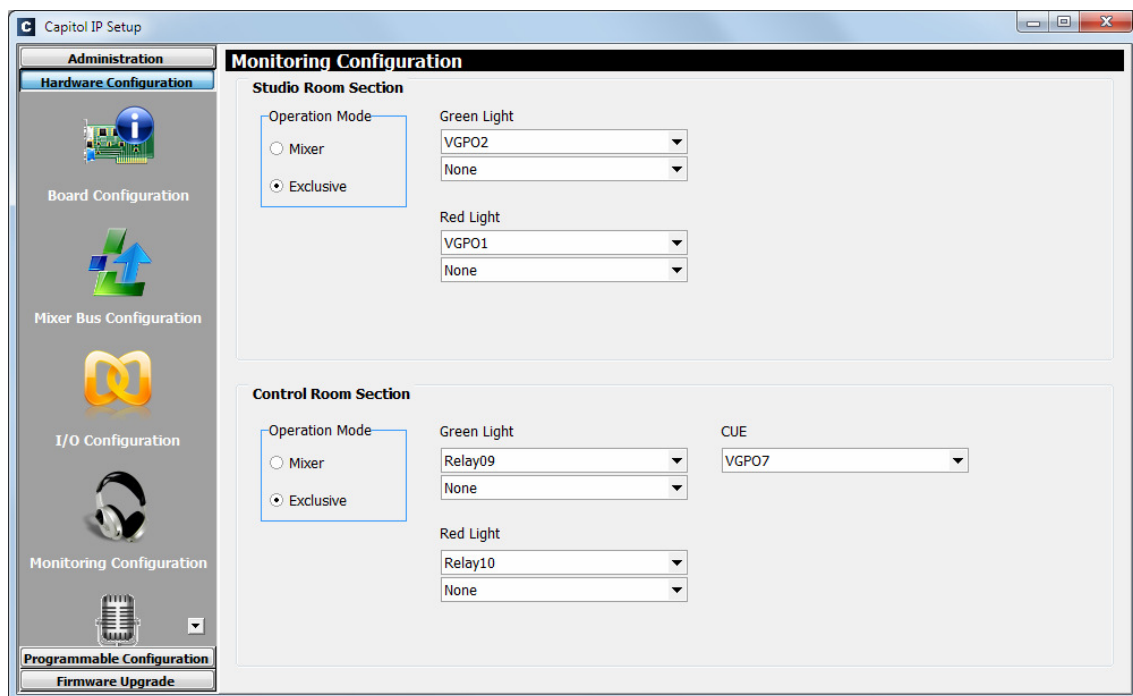 Capitol IP Setup
Administration
Hardware Configuration
Board Configuration
Mixer Bus Configuration
I/O Configuration
Monitoring Configuration
Programmable Configuration
Firmware Upgrade
Monitoring Configuration
Studio Room Section
Operation Mode
Mixer
Exclusive
Green Light
VGPO2
None
Red Light
VGPO1
None
Control Room Section
Operation Mode
Mixer
Exclusive
Green Light
Relay09
None
CUE
VGPO7
Red Light
Relay10
None